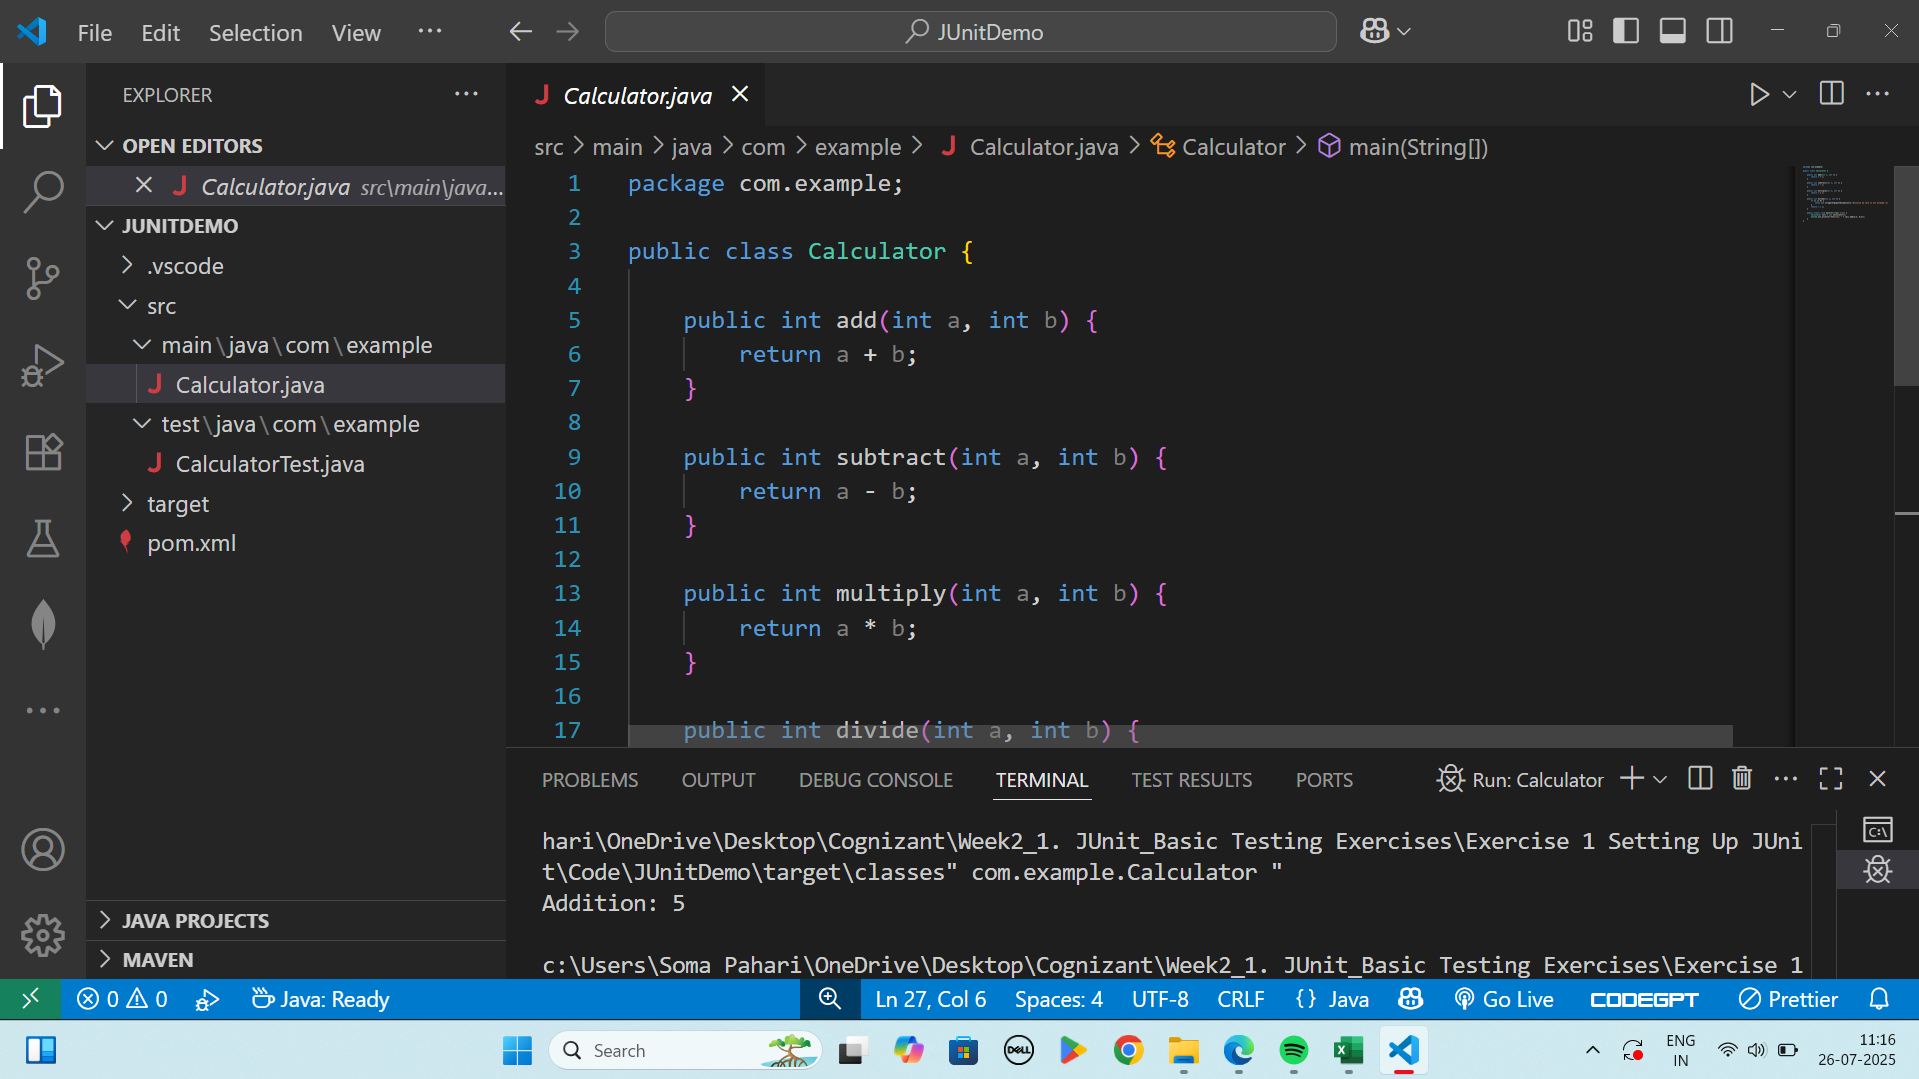 File Edit Selection View ···
JUnitDemo
EXPLORER ···
OPEN EDITORS
Calculator.java src\main\java...
JUNITDEMO
.vscode
src
main\java\com\example
Calculator.java
test\java\com\example
CalculatorTest.java
target
pom.xml
JAVA PROJECTS
MAVEN
Calculator.java
src > main > java > com > example > Calculator.java > Calculator > main(String[])
1 package com.example;
2
3 public class Calculator {
4
5 public int add(int a, int b) {
6 return a + b;
7 }
8
9 public int subtract(int a, int b) {
10 return a - b;
11 }
12
13 public int multiply(int a, int b) {
14 return a * b;
15 }
16
17 public int divide(int a, int b) {
PROBLEMS OUTPUT DEBUG CONSOLE TERMINAL TEST RESULTS PORTS Run: Calculator
hari\OneDrive\Desktop\Cognizant\Week2_1. JUnit_Basic Testing Exercises\Exercise 1 Setting Up JUni
t\Code\JUnitDemo\target\classes" com.example.Calculator "
Addition: 5
c:\Users\Soma Pahari\OneDrive\Desktop\Cognizant\Week2_1. JUnit_Basic Testing Exercises\Exercise 1
0 0 Java: Ready Ln 27, Col 6 Spaces: 4 UTF-8 CRLF {} Java Go Live CODEGPT Prettier
Search
DELL
ENG
IN
11:16
26-07-2025